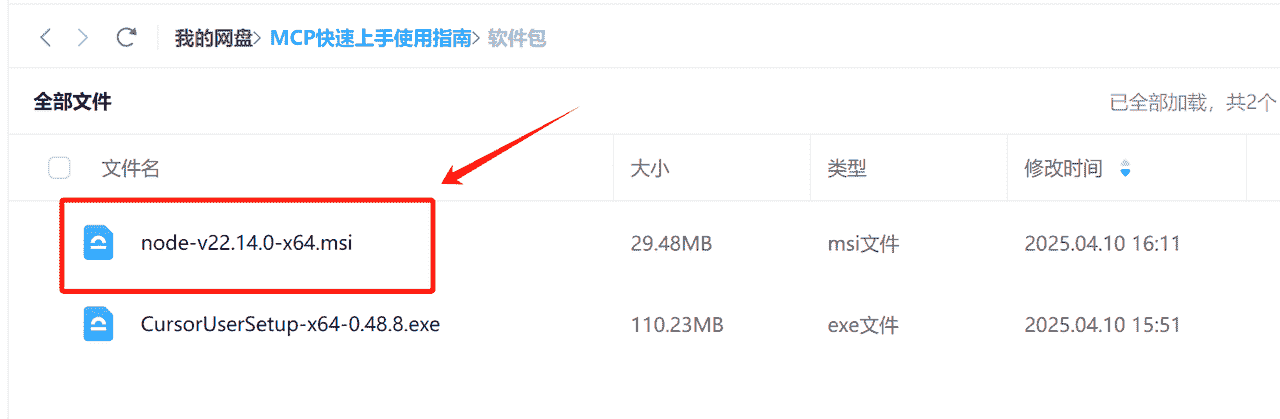 我的网盘> MCP快速上手使用指南> 软件包
全部文件 已全部加载，共2个
文件名 大小 类型 修改时间
node-v22.14.0-x64.msi 29.48MB msi文件 2025.04.10 16:11
CursorUserSetup-x64-0.48.8.exe 110.23MB exe文件 2025.04.10 15:51